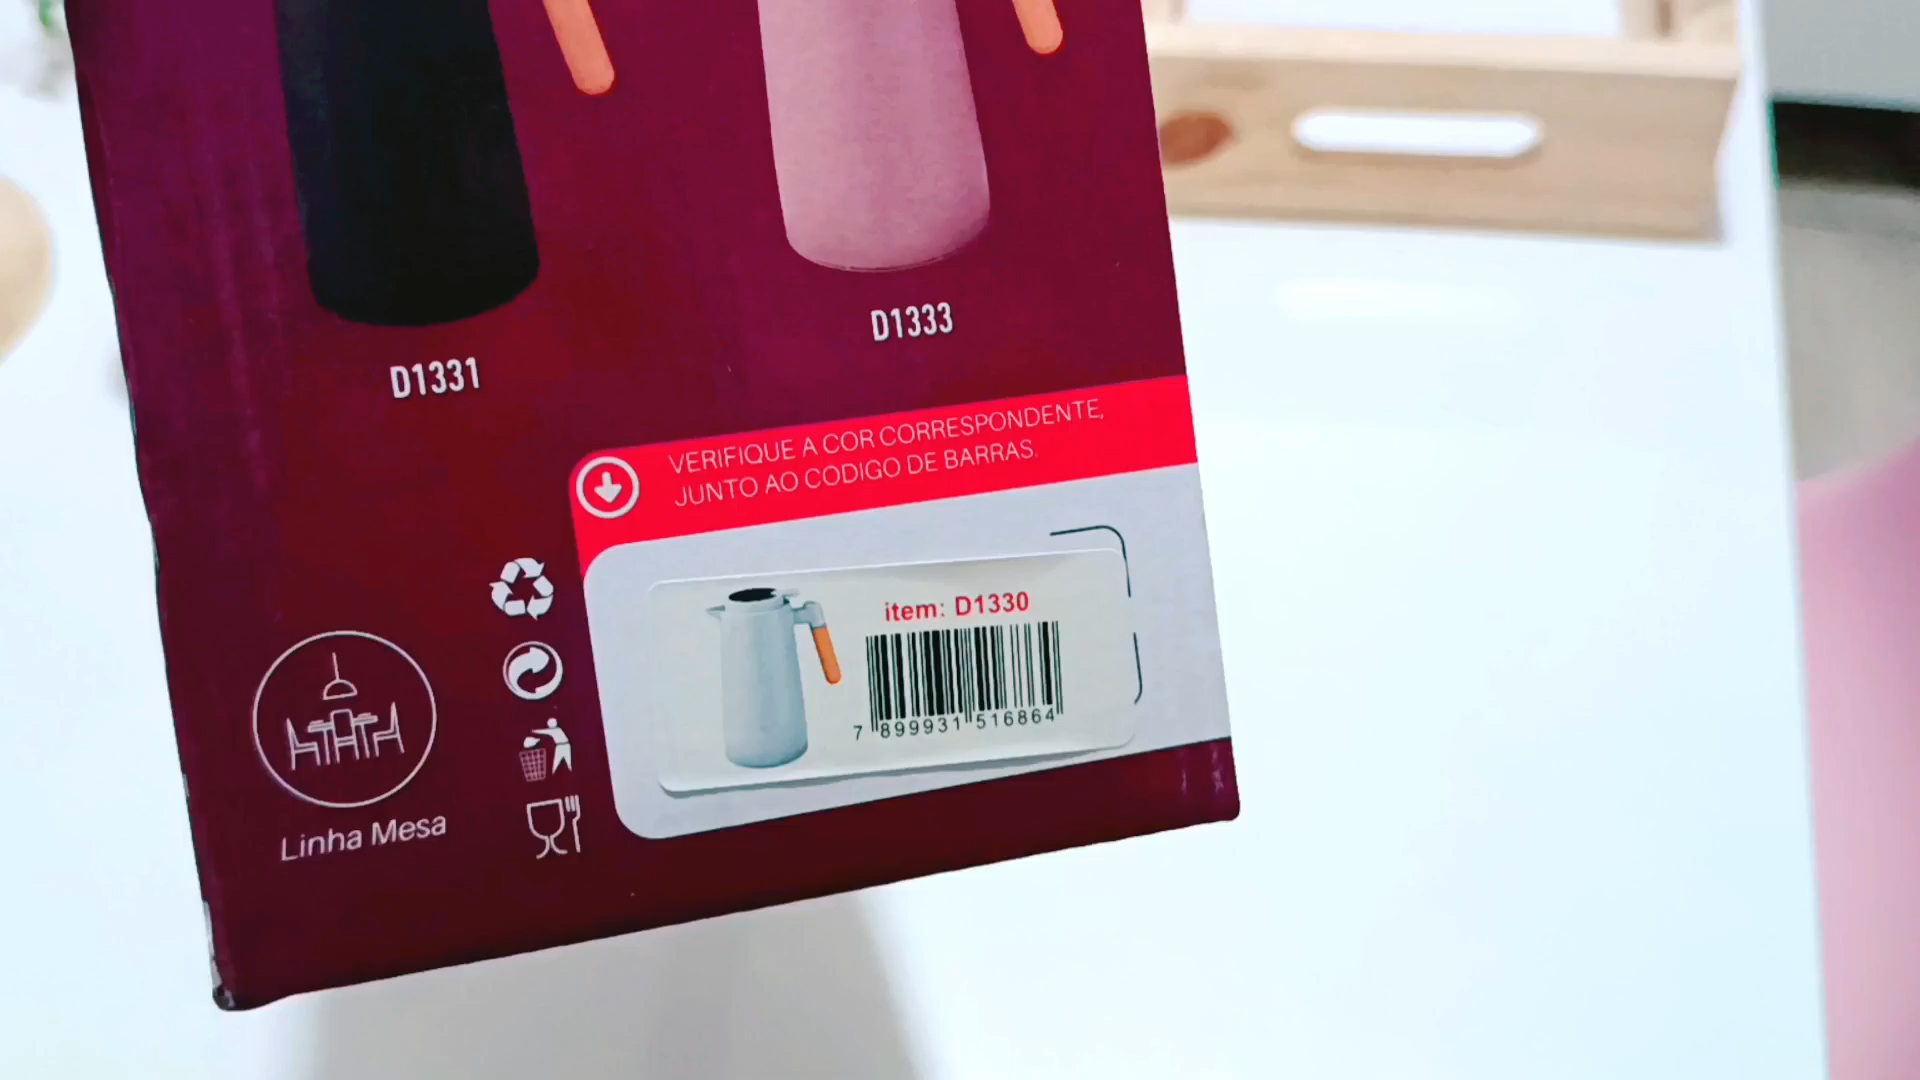 D1333
D1331
VERIFIQUE A COR CORRESPONDENTE,
JUNTO AO CODIGO DE BARRAS.
item: D1330
7 899931 516864
Linha Mesa